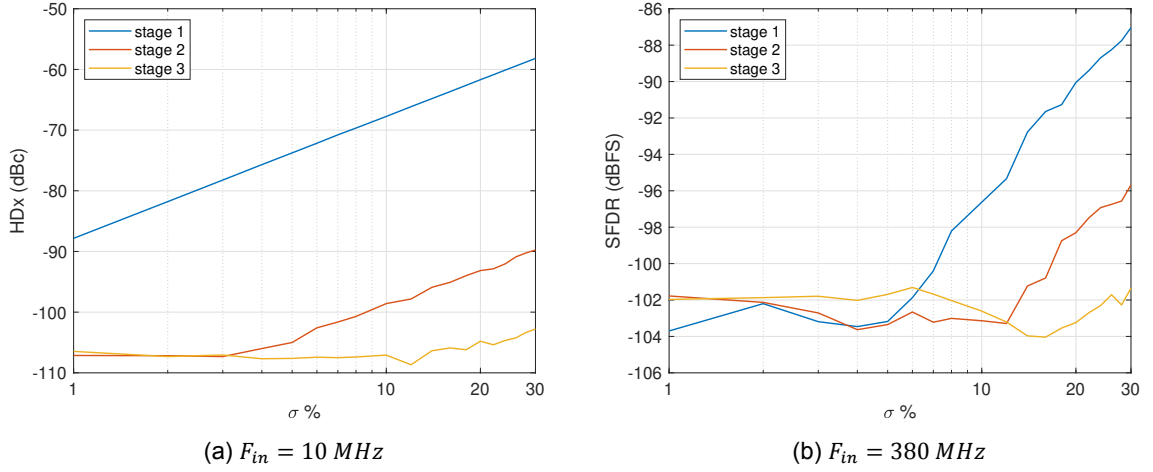 -50
-60
-70
-80
-90
-100
-110
HDx (dBc)
stage 1
stage 2
stage 3
1
10
20
30
σ %
(a) F_in = 10 MHz
-86
-88
-90
-92
-94
-96
-98
-100
-102
-104
-106
SFDR (dBFS)
stage 1
stage 2
stage 3
1
10
20
30
σ %
(b) F_in = 380 MHz